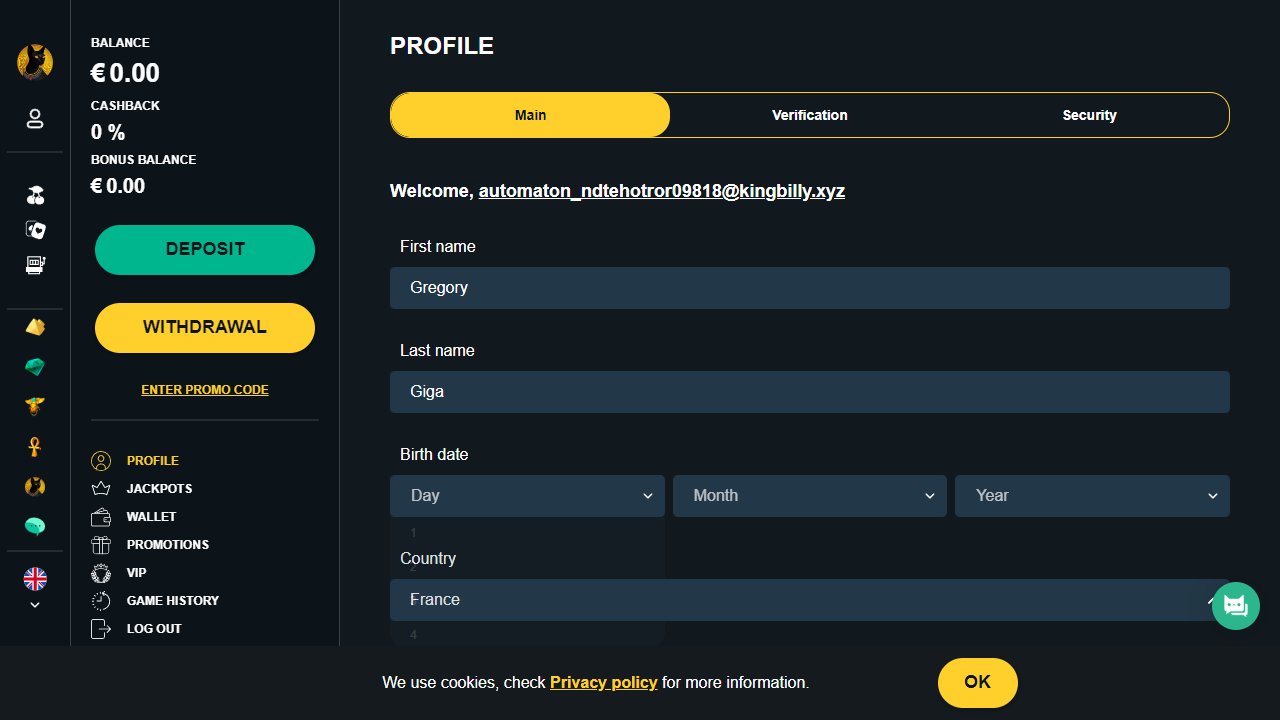 BALANCE
€ 0.00
CASHBACK
0 %
BONUS BALANCE
€ 0.00
DEPOSIT
WITHDRAWAL
ENTER PROMO CODE
PROFILE
JACKPOTS
WALLET
PROMOTIONS
VIP
GAME HISTORY
LOG OUT
PROFILE
Main Verification Security
Welcome, automaton_ndtehotror09818@kingbilly.xyz
First name
Gregory
Last name
Giga
Birth date
Day Month Year
1
Country
2
France
4
We use cookies, check Privacy policy for more information.
OK